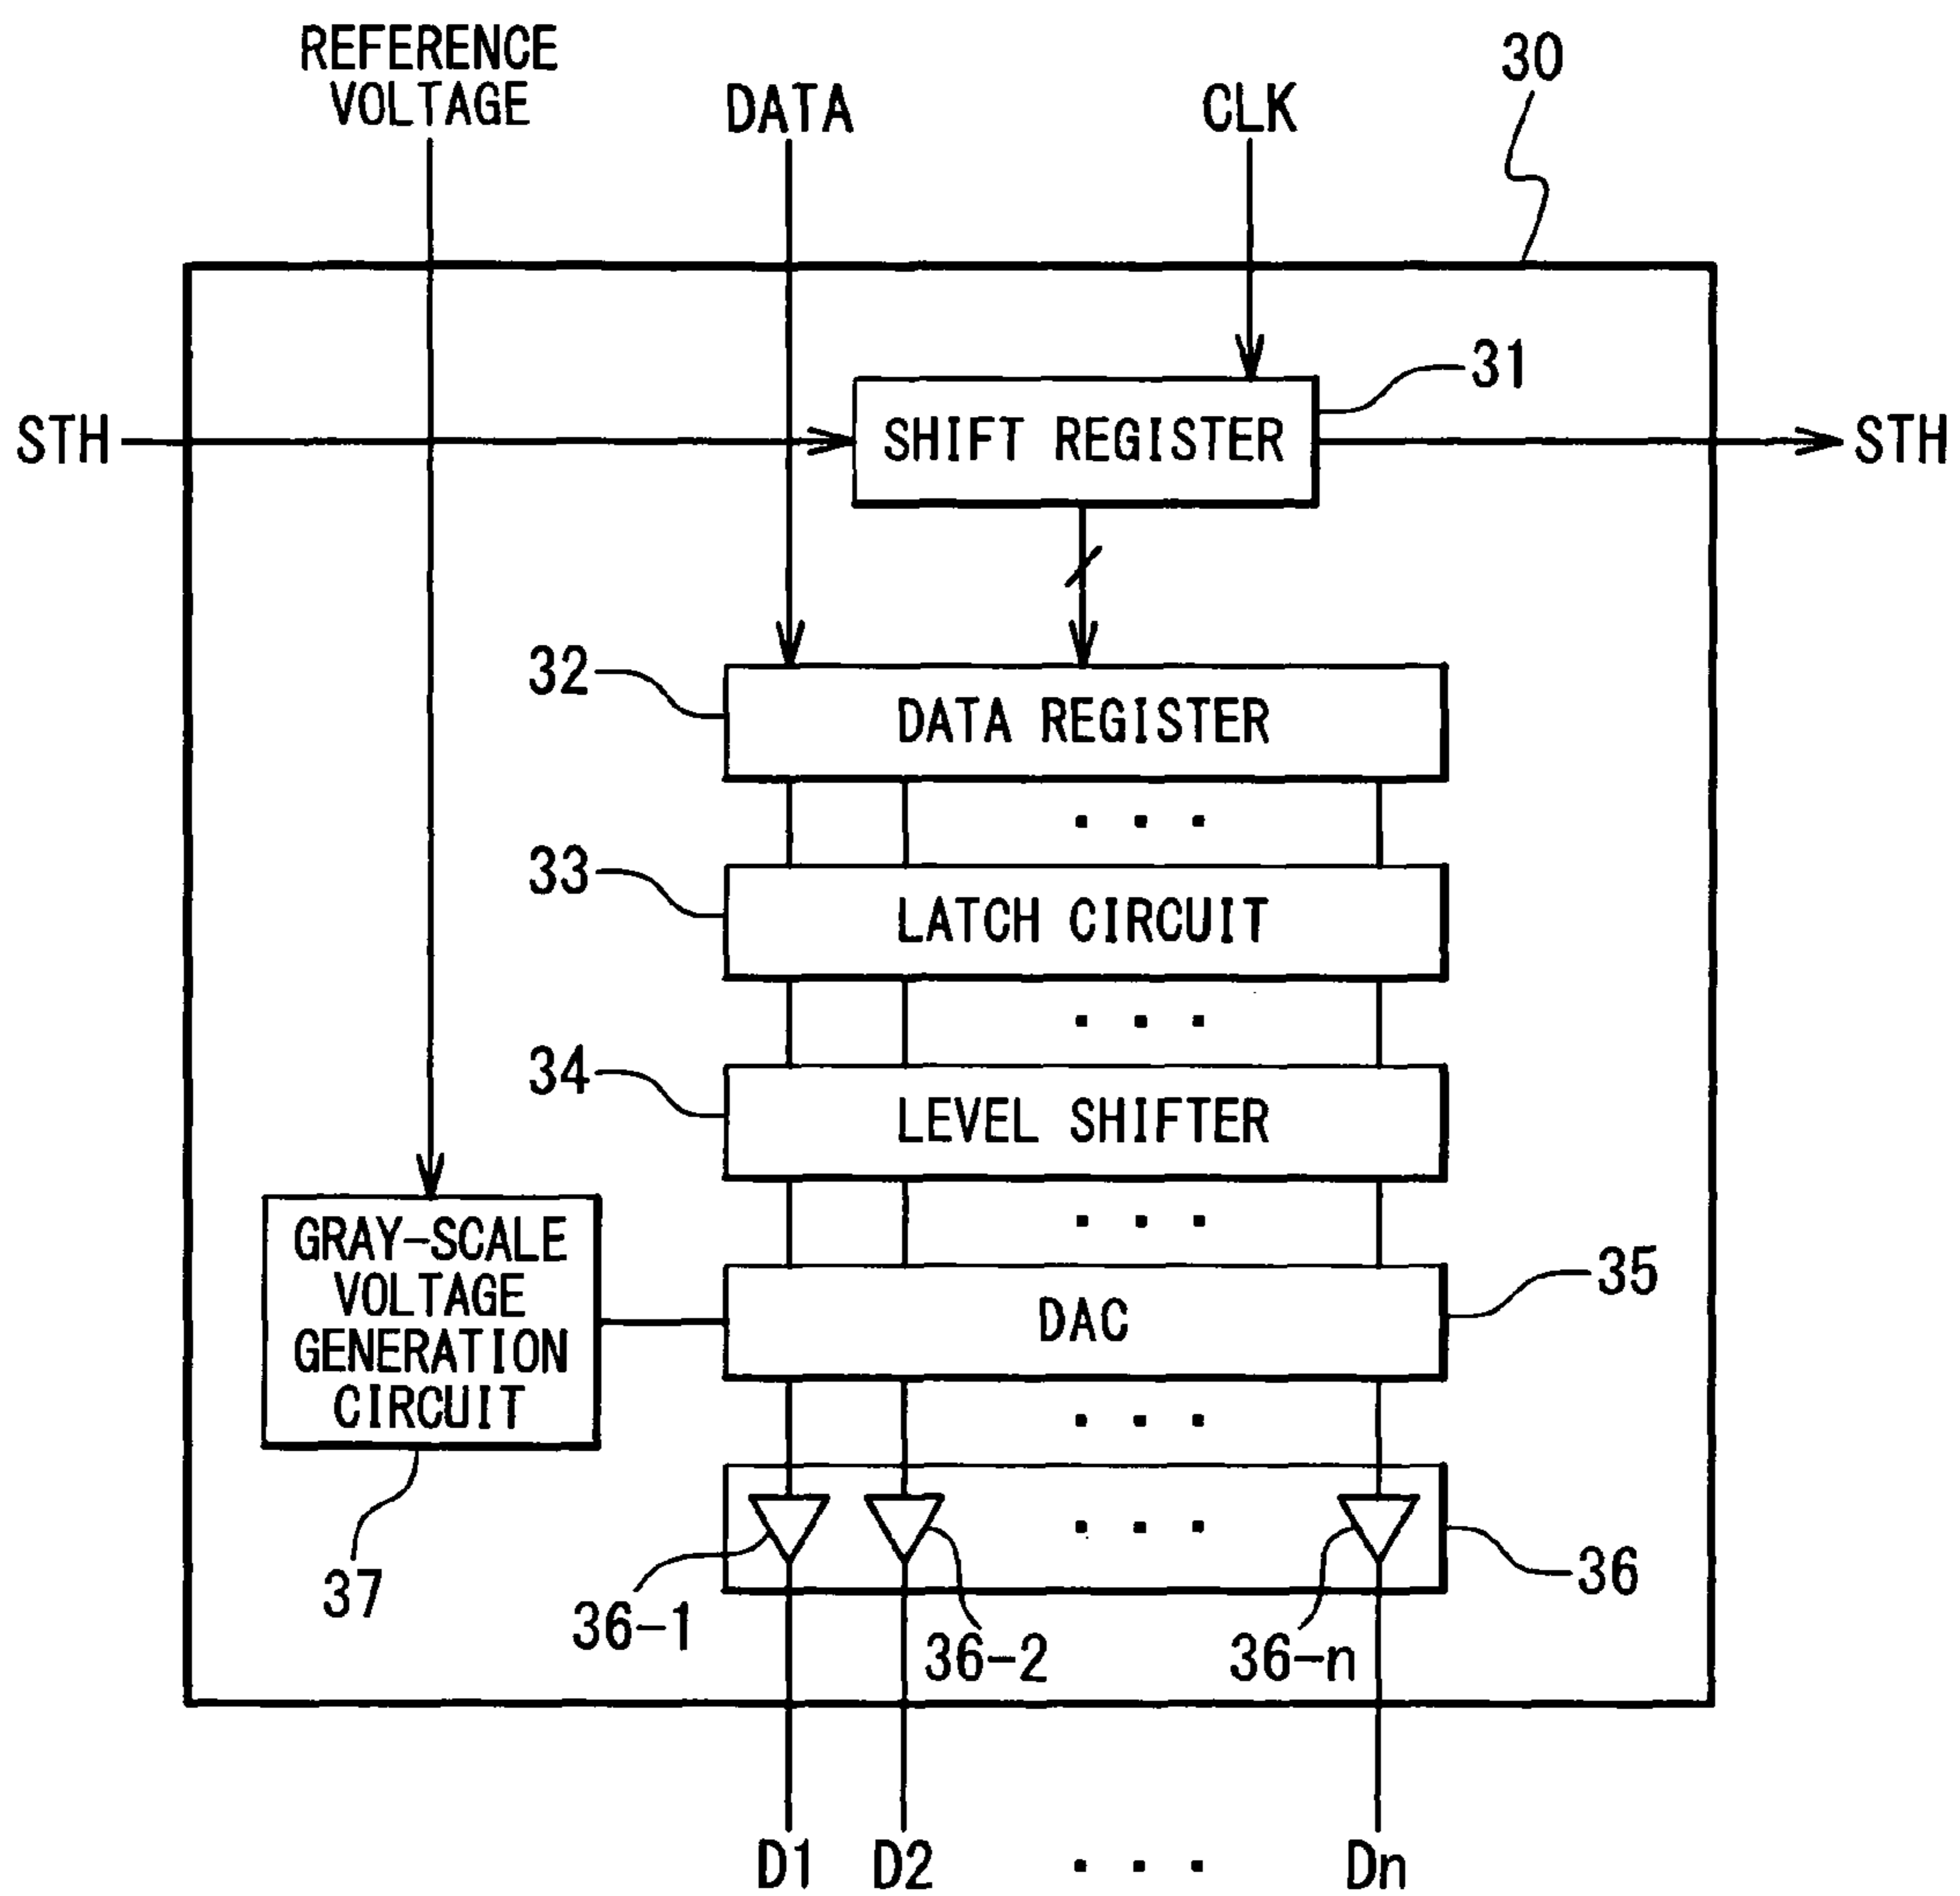 REFERENCE
VOLTAGE
DATA
CLK
30
31
STH
SHIFT REGISTER
STH
32
DATA REGISTER
33
LATCH CIRCUIT
34
LEVEL SHIFTER
GRAY-SCALE
VOLTAGE
GENERATION
CIRCUIT
35
DAC
37
36
36-1
36-2
36-n
D1
D2
. . .
Dn